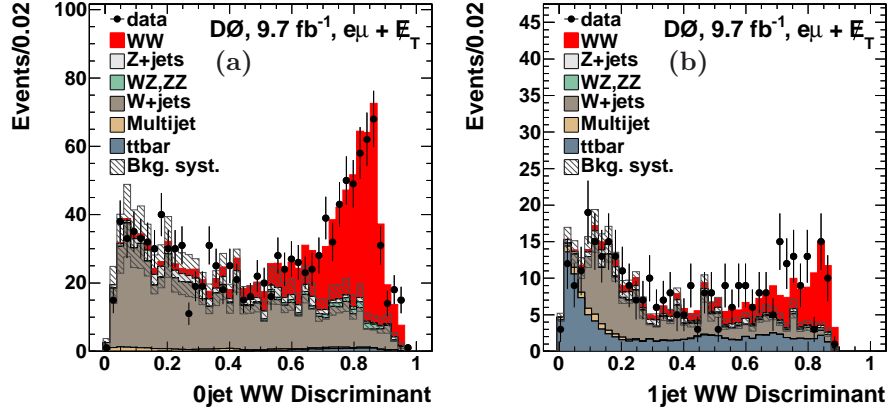 Events/0.02
100
80
60
40
20
0
DØ, 9.7 fb⁻¹, eμ + E̸_T
(a)
data
WW
Z+jets
WZ,ZZ
W+jets
Multijet
ttbar
Bkg. syst.
0 0.2 0.4 0.6 0.8 1
0jet WW Discriminant
Events/0.02
45
40
35
30
25
20
15
10
5
0
DØ, 9.7 fb⁻¹, eμ + E̸_T
(b)
data
WW
Z+jets
WZ,ZZ
W+jets
Multijet
ttbar
Bkg. syst.
0 0.2 0.4 0.6 0.8 1
1jet WW Discriminant